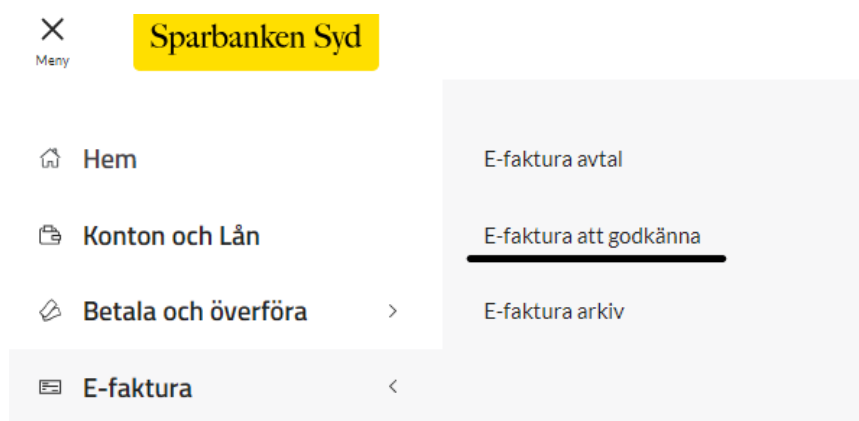 Meny
Sparbanken Syd
Hem
Konton och Lån
Betala och överföra
E-faktura
E-faktura avtal
E-faktura att godkänna
E-faktura arkiv